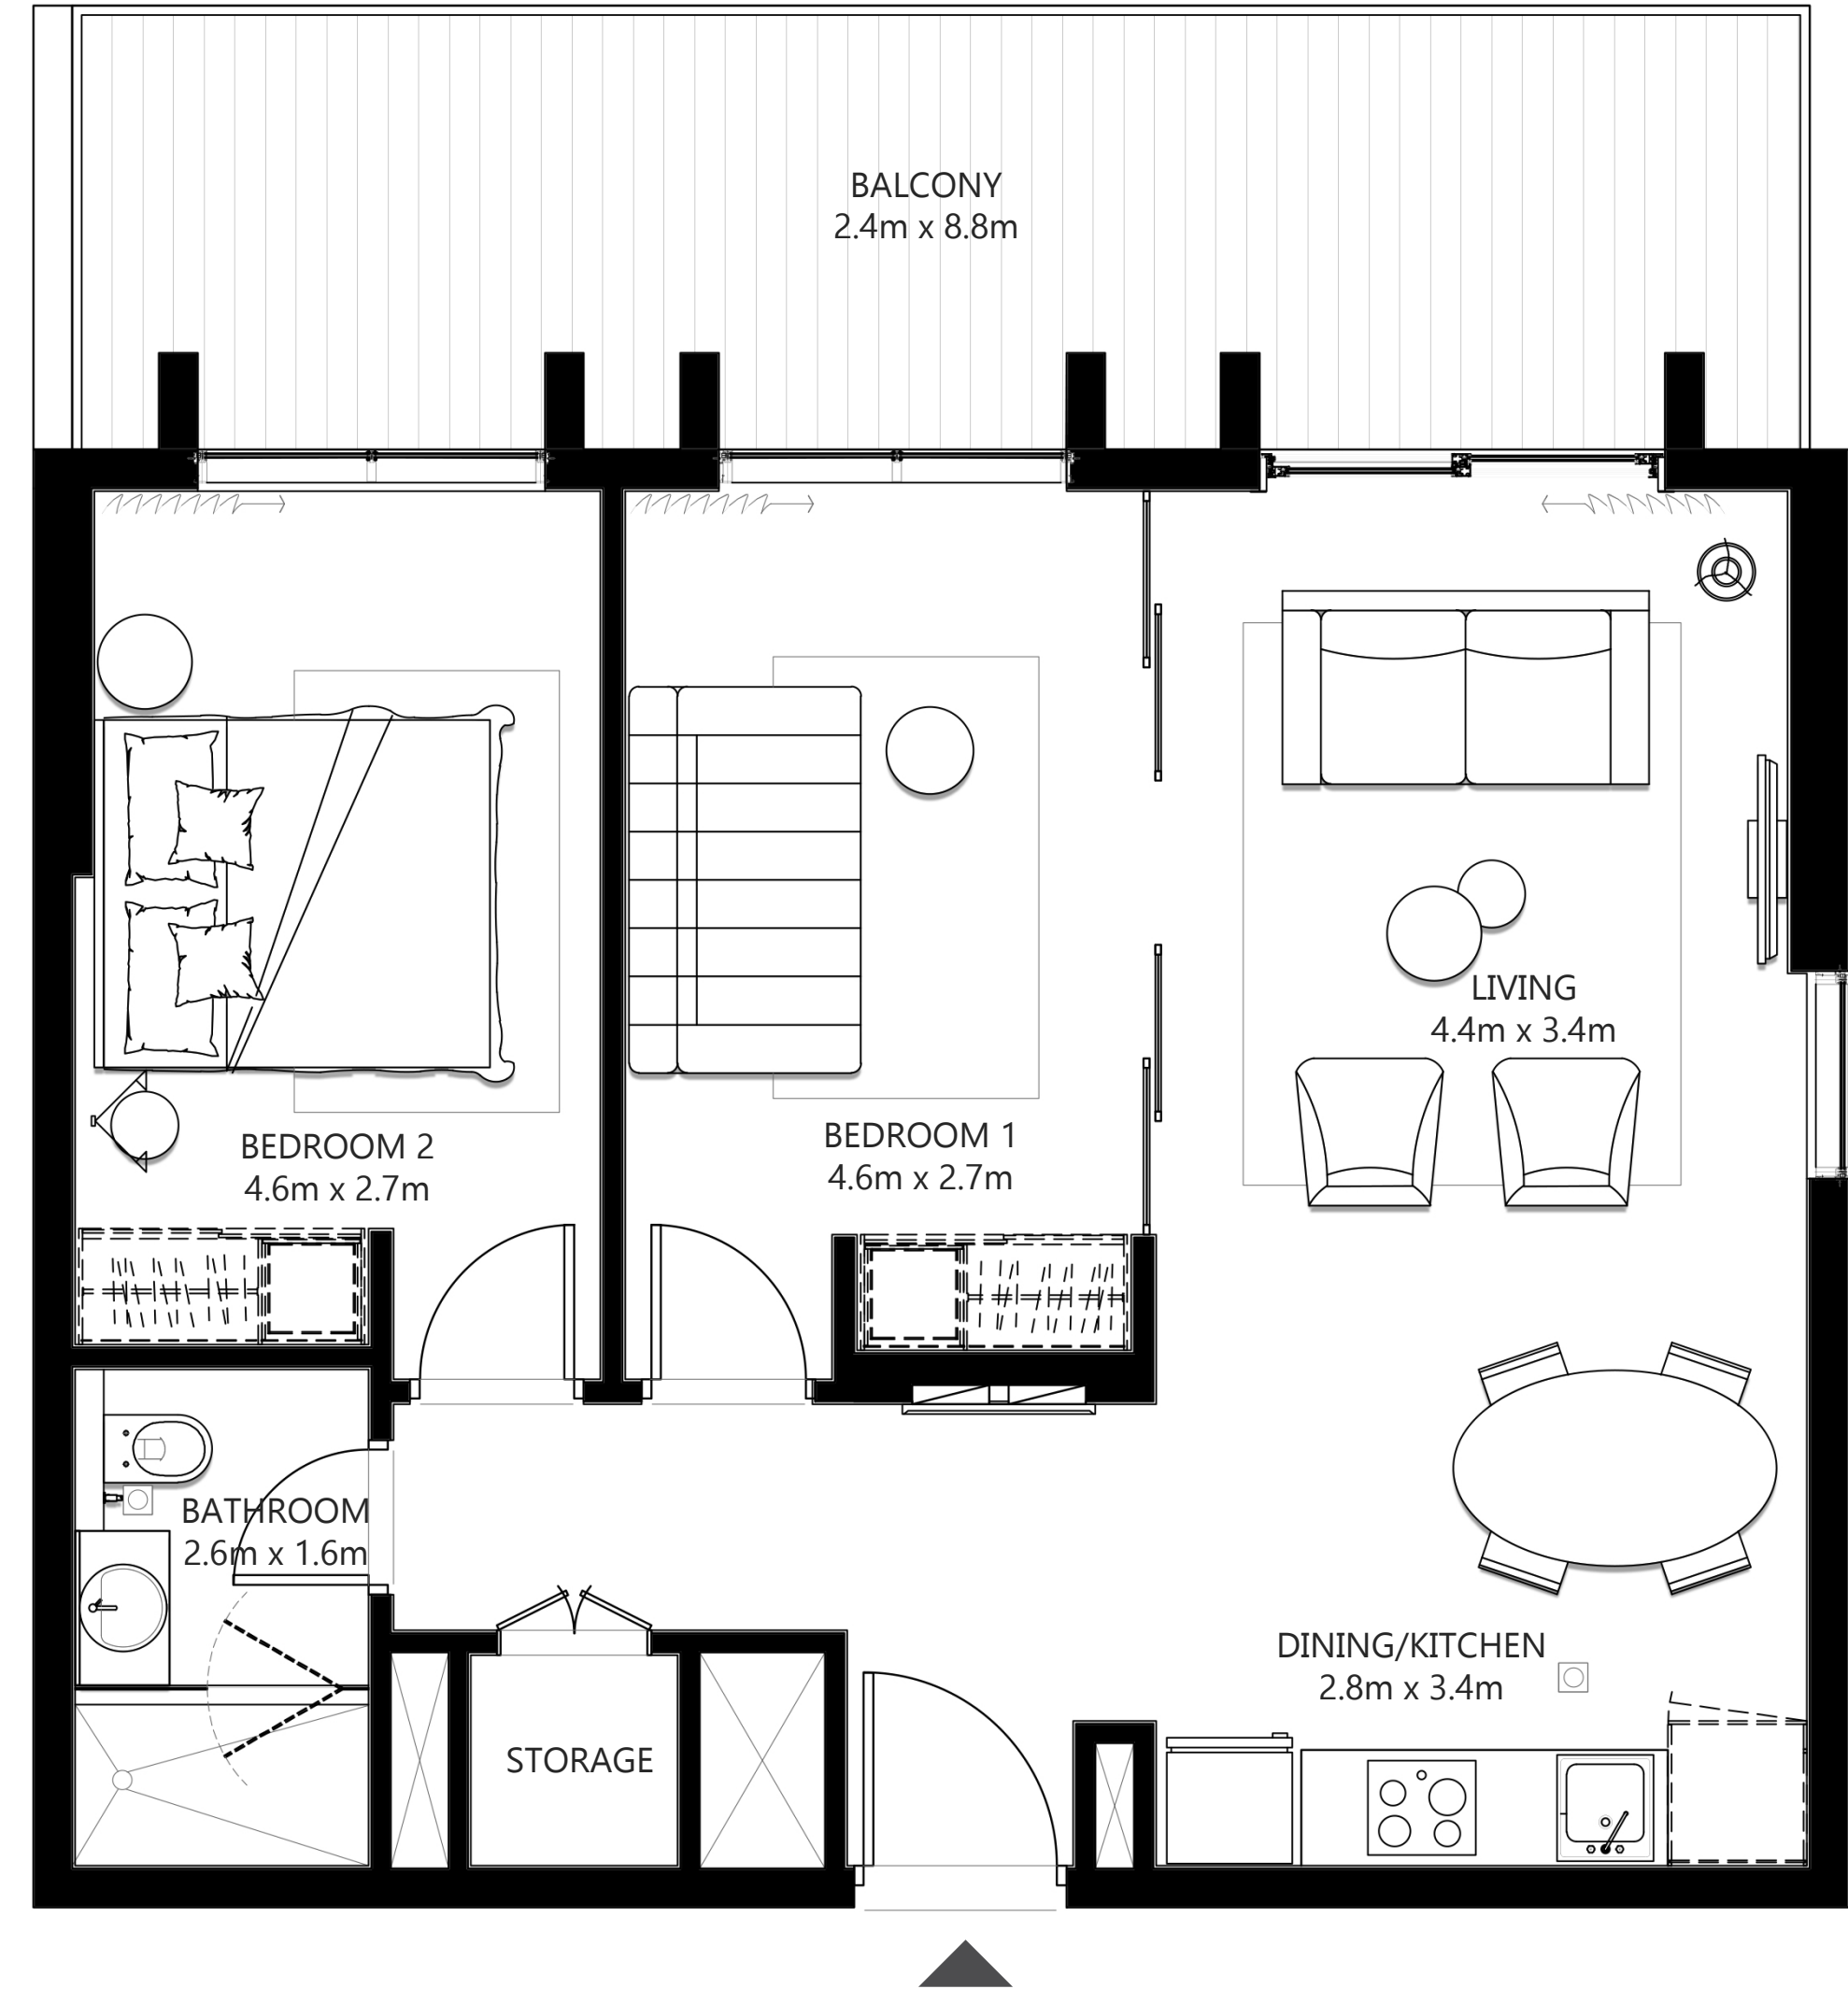 BALCONY
2.4m x 8.8m
LIVING
4.4m x 3.4m
BEDROOM 2
4.6m x 2.7m
BEDROOM 1
4.6m x 2.7m
BATHROOM
2.6m x 1.6m
DINING/KITCHEN
2.8m x 3.4m
STORAGE